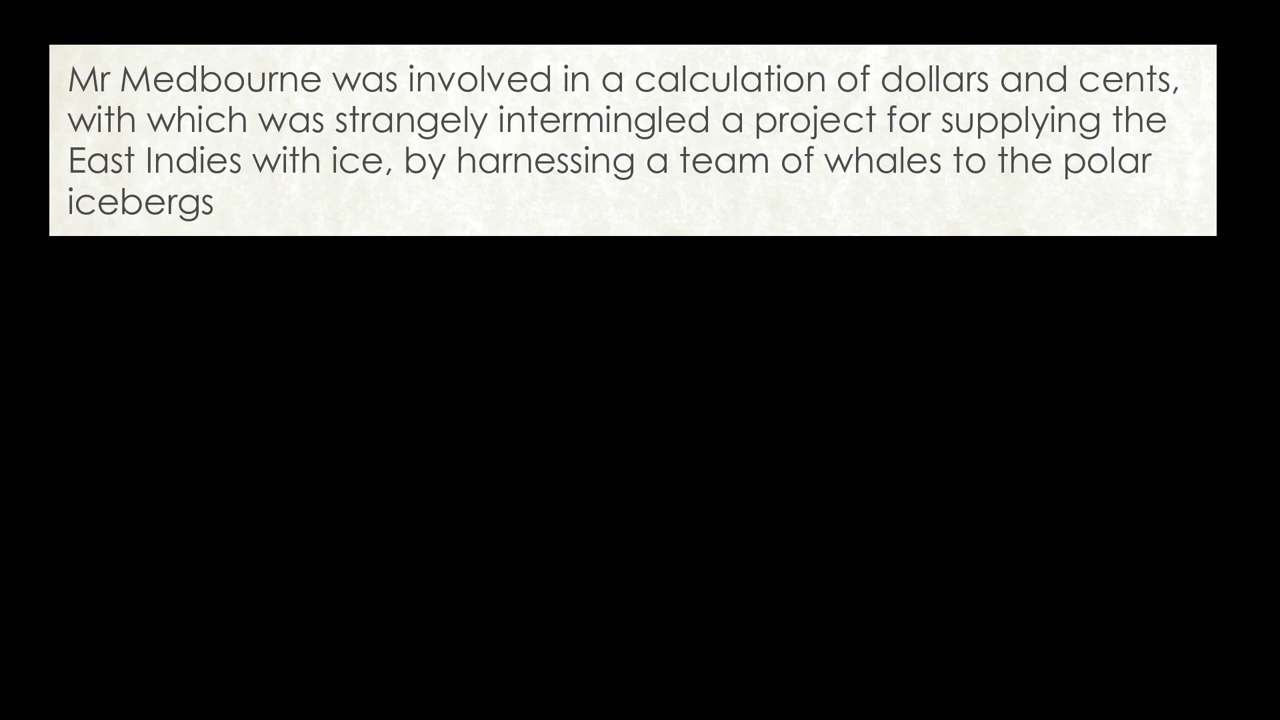 Mr Medbourne was involved in a calculation of dollars and cents,
with which was strangely intermingled a project for supplying the
East Indies with ice, by harnessing a team of whales to the polar
icebergs